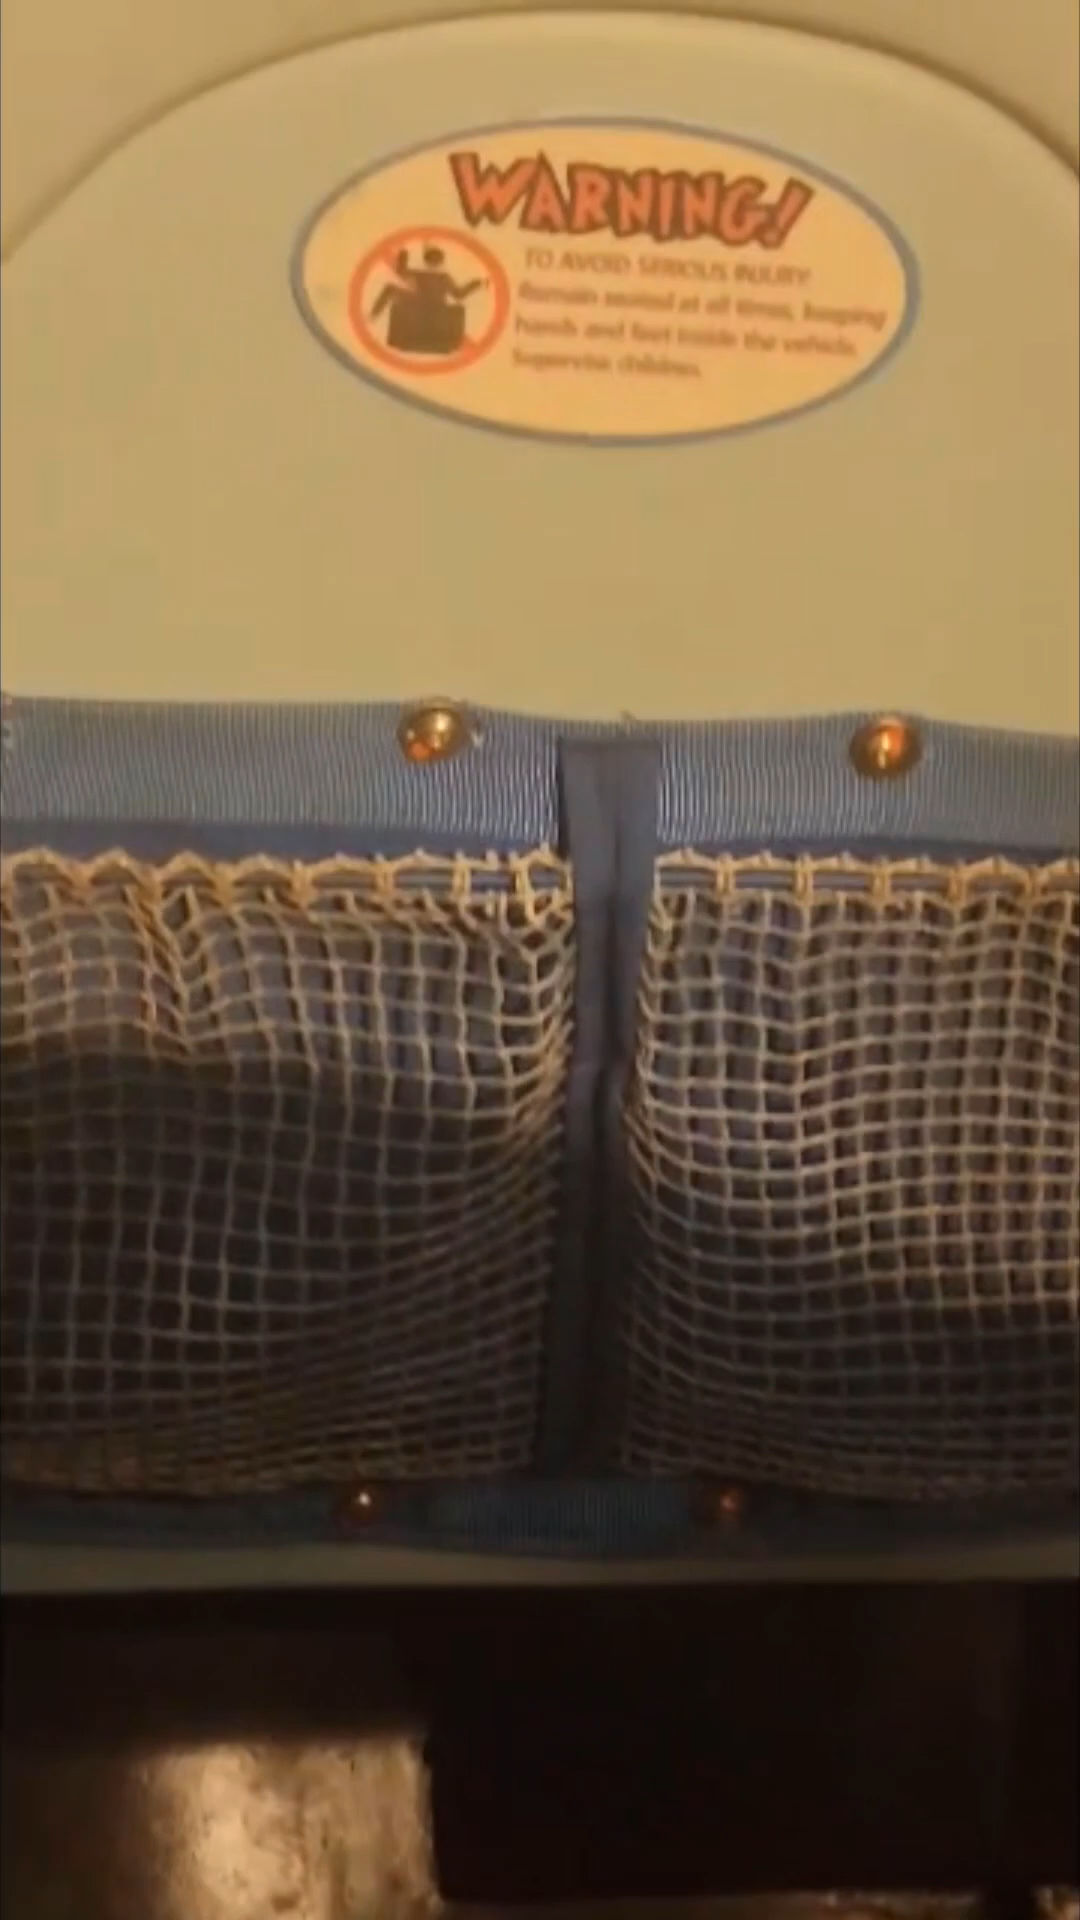 WARNING!
TO AVOID SERIOUS INJURY
Remain seated at all times, keeping
hands and feet inside the vehicle.
Supervise children.